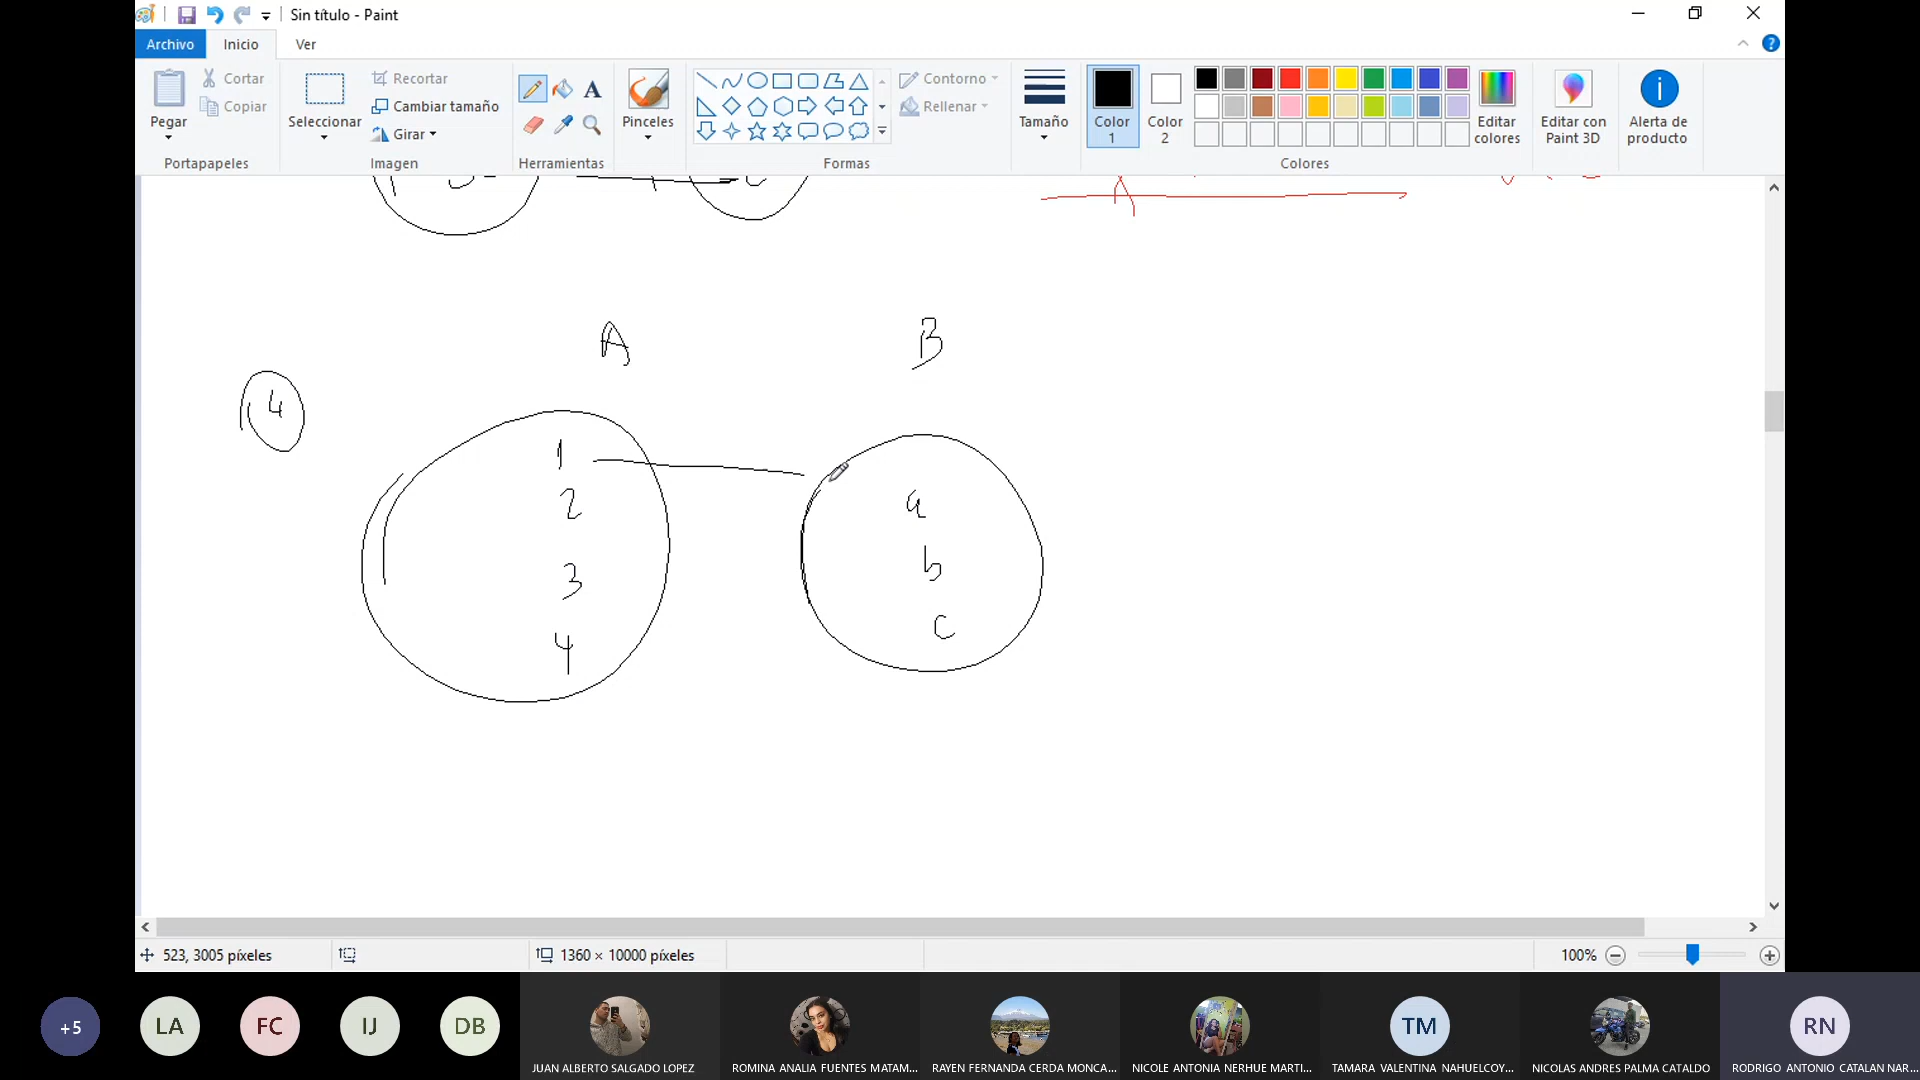 Sin título - Paint
Archivo Inicio Ver
Pegar
Cortar
Copiar
Portapapeles
Seleccionar
Recortar
Cambiar tamaño
Girar
Imagen
A
Herramientas
Pinceles
Formas
Contorno
Rellenar
Tamaño
Color 1
Color 2
Colores
Editar colores
Editar con Paint 3D
Alerta de producto
A B
4
1
2
3
4
a
b
c
523, 3005 píxeles
1360 × 10000 píxeles
100%
+5 LA FC IJ DB TM RN
JUAN ALBERTO SALGADO LOPEZ
ROMINA ANALIA FUENTES MATAM...
RAYEN FERNANDA CERDA MONCA...
NICOLE ANTONIA NERHUE MARTI...
TAMARA VALENTINA NAHUELCOY...
NICOLAS ANDRES PALMA CATALDO
RODRIGO ANTONIO CATALAN NAR...